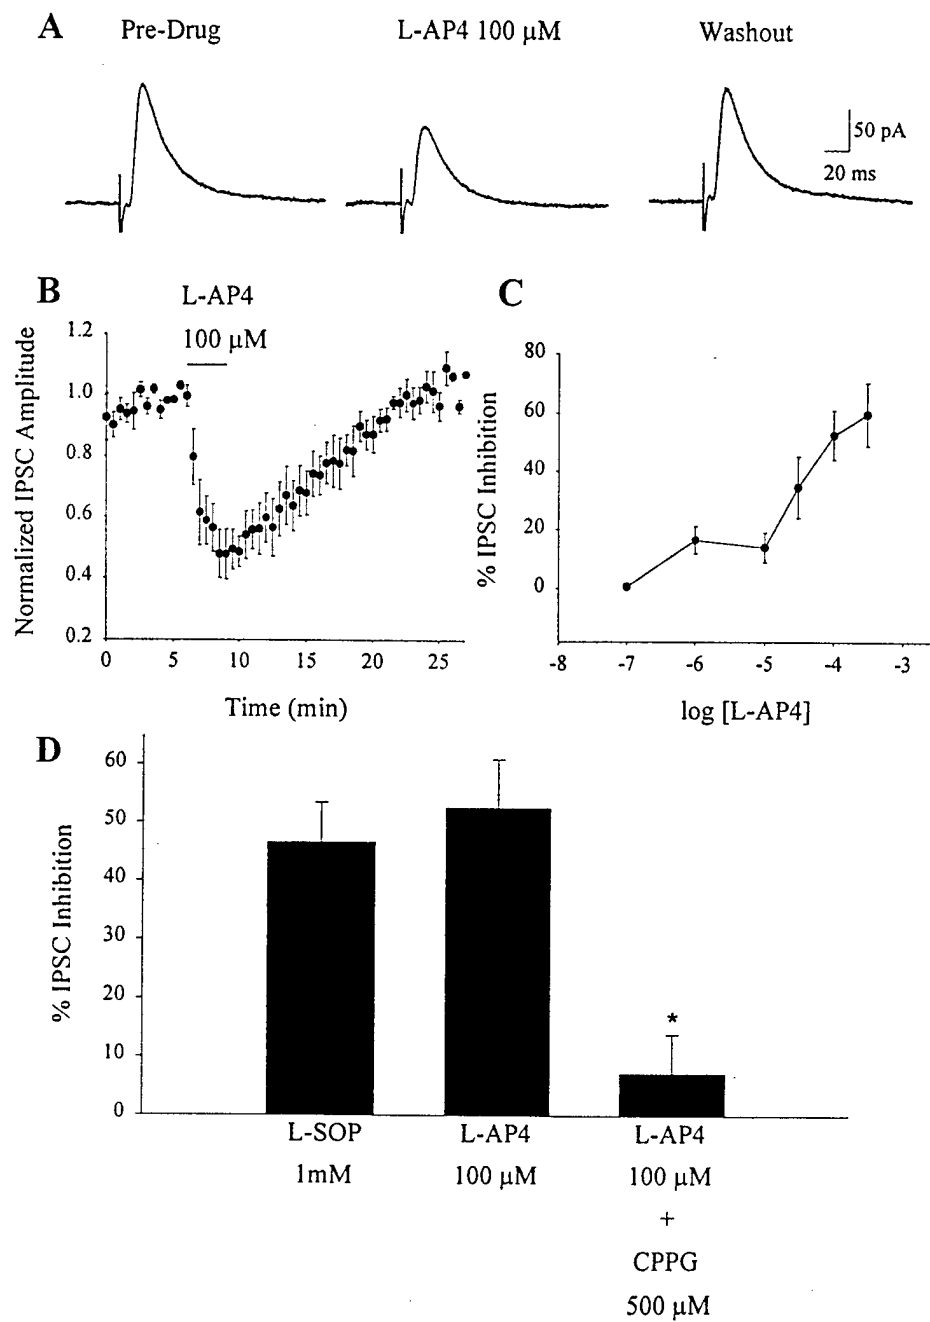 A
Pre-Drug
L-AP4 100 μM
Washout
50 pA
20 ms
B
L-AP4
100 μM
Normalized IPSC Amplitude
1.2
1.0
0.8
0.6
0.4
0.2
0
5
10
15
20
25
Time (min)
C
% IPSC Inhibition
80
60
40
20
0
-8
-7
-6
-5
-4
-3
log [L-AP4]
D
% IPSC Inhibition
60
50
40
30
20
10
0
*
L-SOP
1mM
L-AP4
100 μM
L-AP4
100 μM
+
CPPG
500 μM